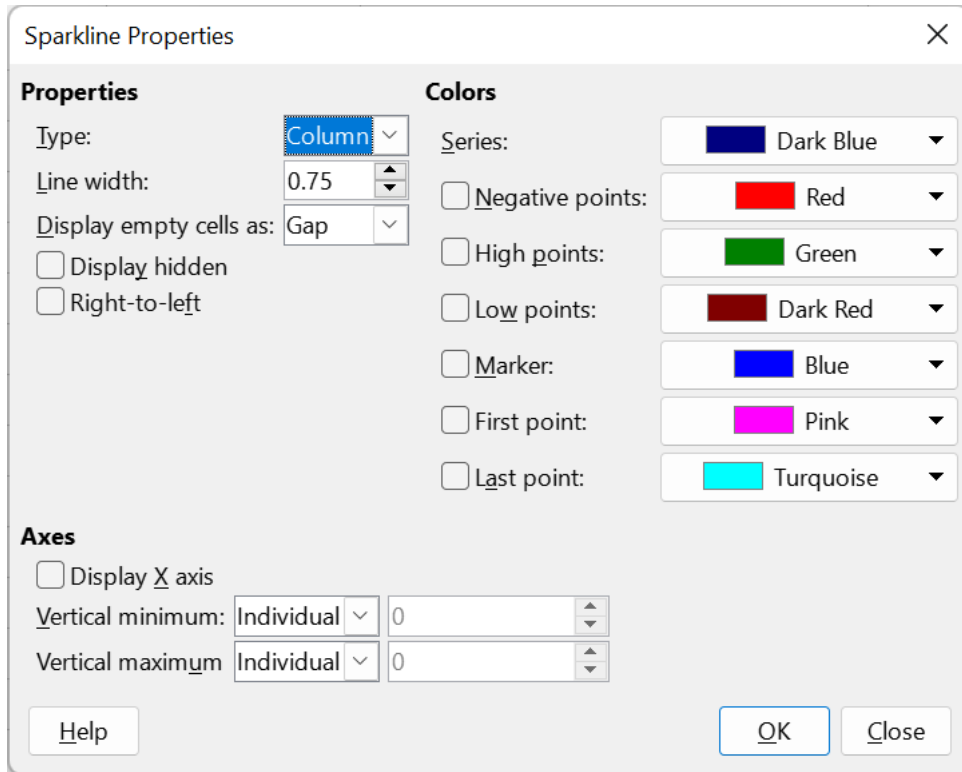 Sparkline Properties
Properties
Type: Column
Line width: 0.75
Display empty cells as: Gap
Display hidden
Right-to-left
Colors
Series: Dark Blue
Negative points: Red
High points: Green
Low points: Dark Red
Marker: Blue
First point: Pink
Last point: Turquoise
Axes
Display X axis
Vertical minimum: Individual 0
Vertical maximum Individual 0
Help OK Close